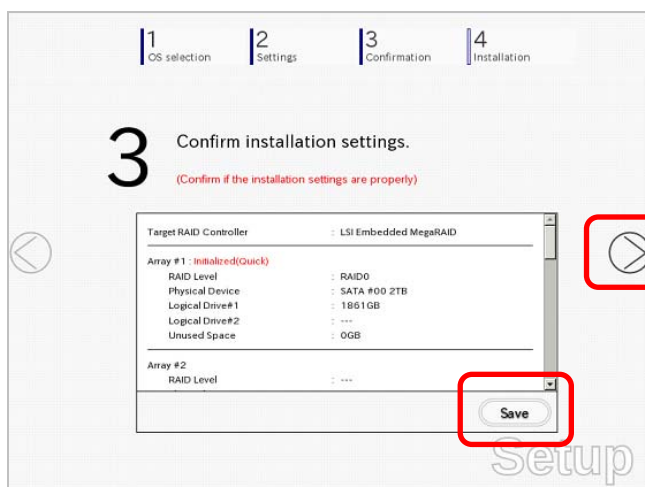 1
OS selection
2
Settings
3
Confirmation
4
Installation
3
Confirm installation settings.
(Confirm if the installation settings are properly)
Target RAID Controller : LSI Embedded MegaRAID
Array #1 : Initialized(Quick)
RAID Level : RAID0
Physical Device : SATA #00 2TB
Logical Drive#1 : 1861GB
Logical Drive#2 : ---
Unused Space : 0GB
Array #2
RAID Level : ---
Save
Setup